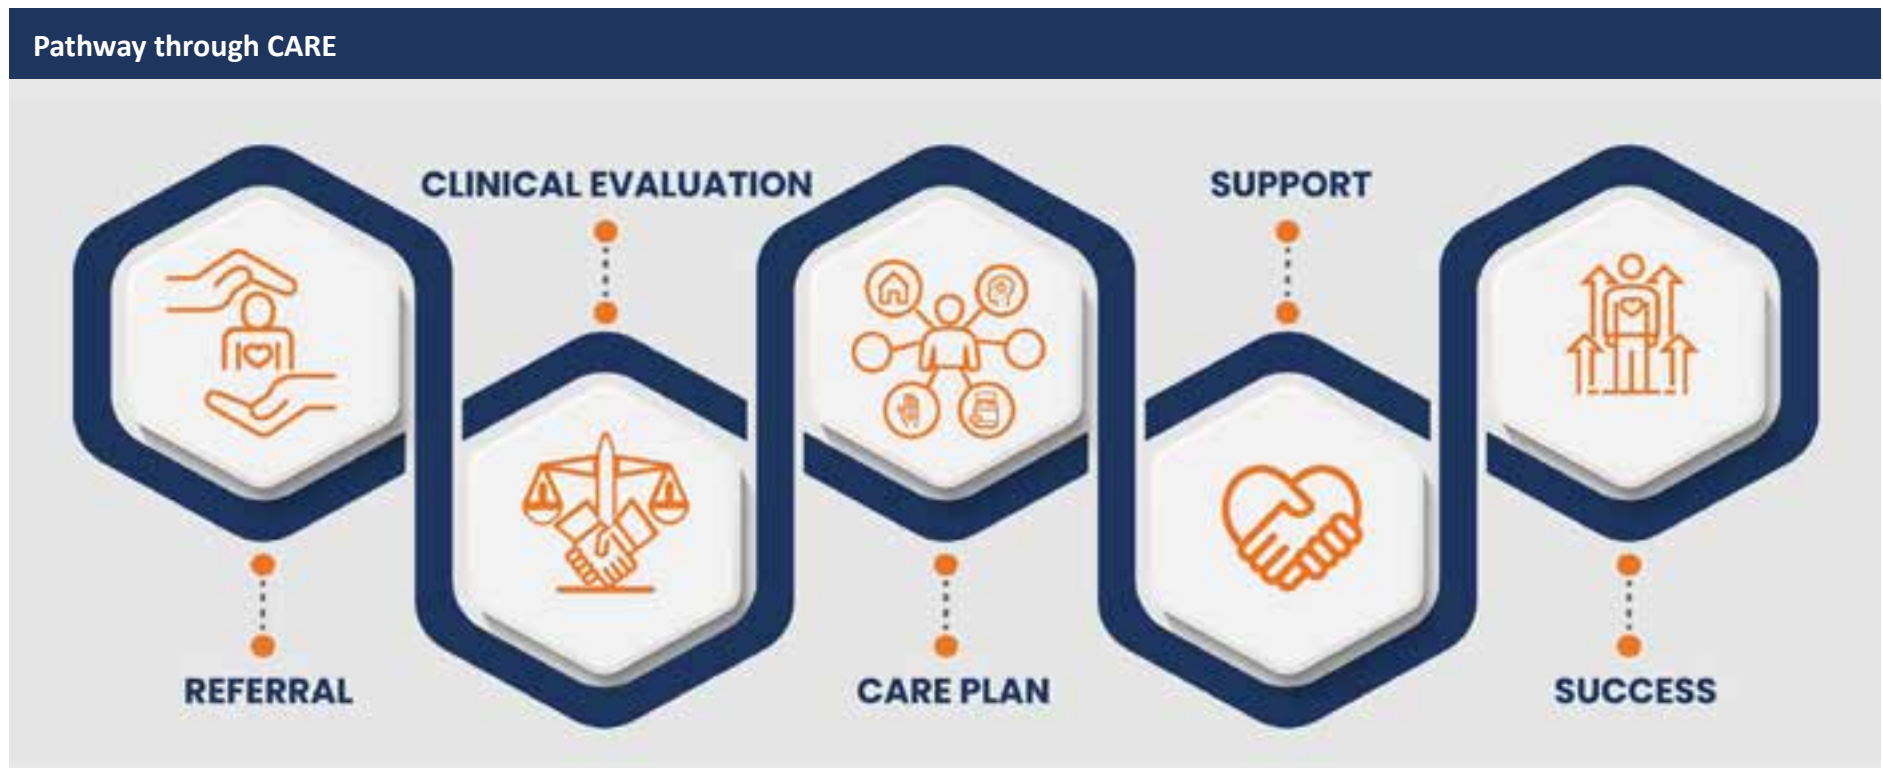 Pathway through CARE
REFERRAL
CLINICAL EVALUATION
CARE PLAN
SUPPORT
SUCCESS